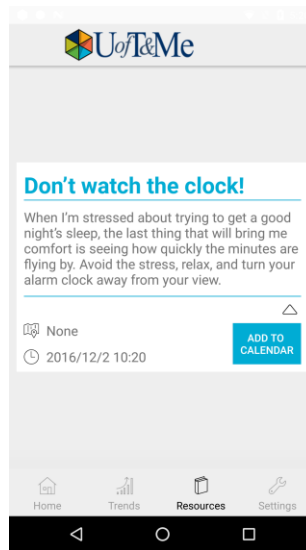 UofT&Me
Don't watch the clock!
When I'm stressed about trying to get a good
night's sleep, the last thing that will bring me
comfort is seeing how quickly the minutes are
flying by. Avoid the stress, relax, and turn your
alarm clock away from your view.
None
ADD TO
CALENDAR
2016/12/2 10:20
Home Trends Resources Settings